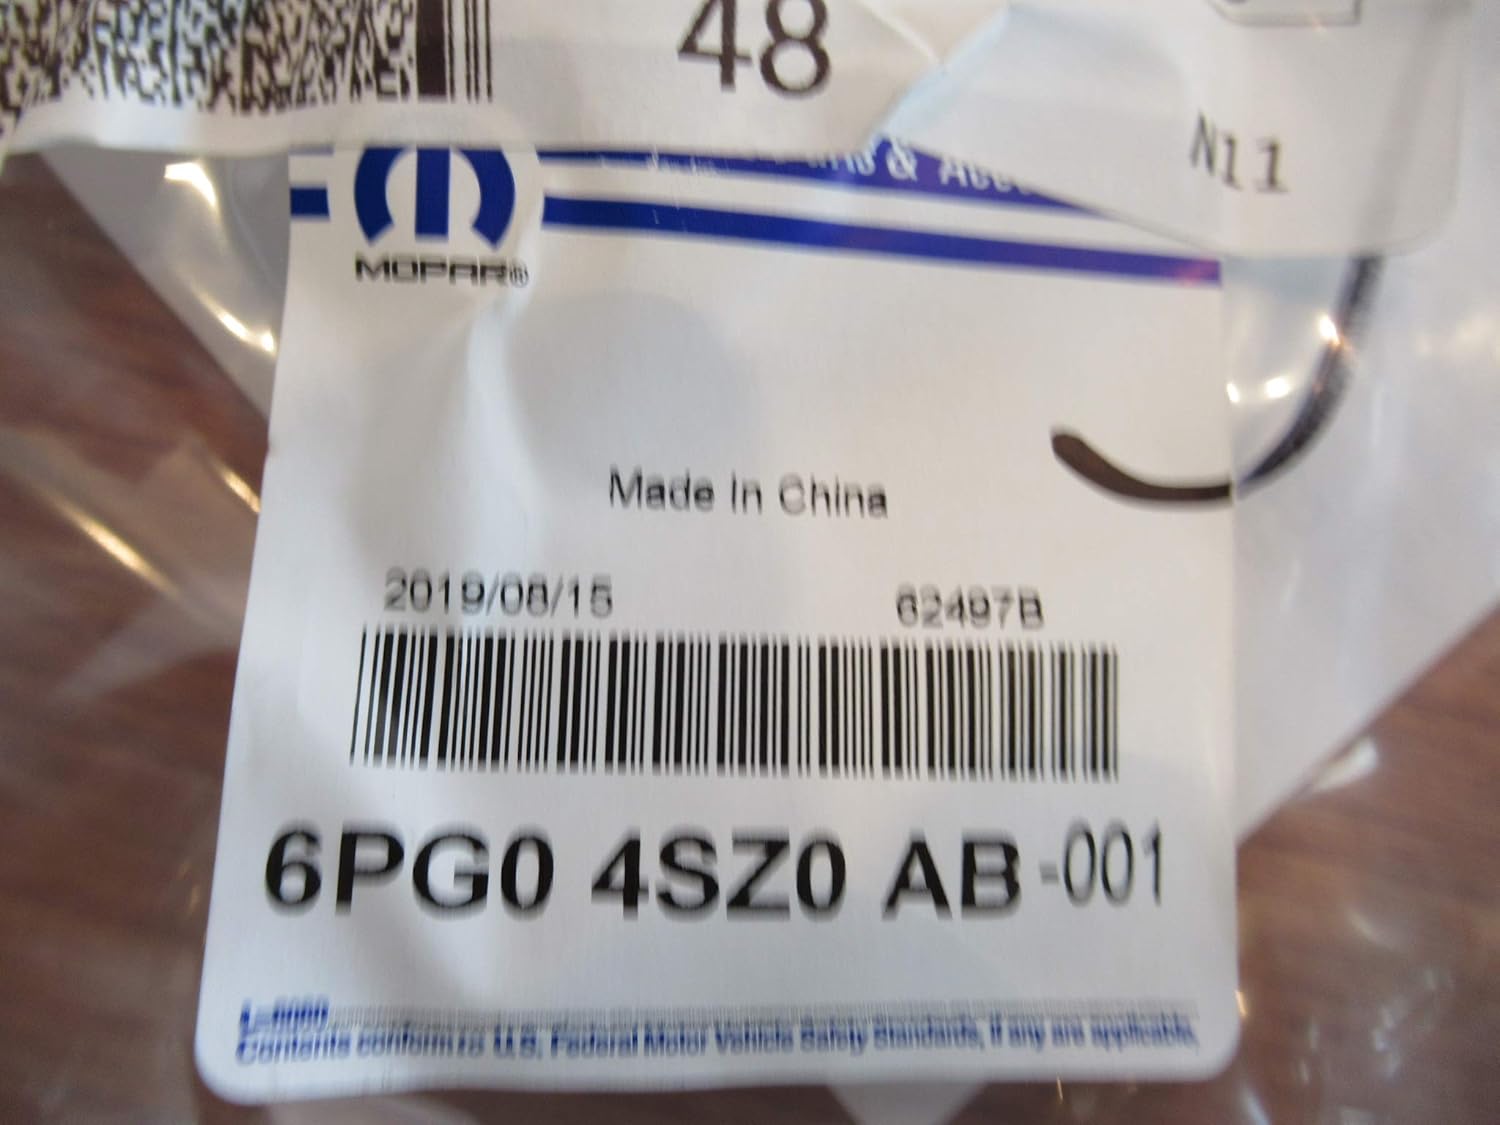 48
N11
MOPAR®
Made In China
2019/08/15 62497B
6PG0 4SZ0 AB -001
Contents conform to U.S. Federal Motor Vehicle Safety Standards, if any are applicable.